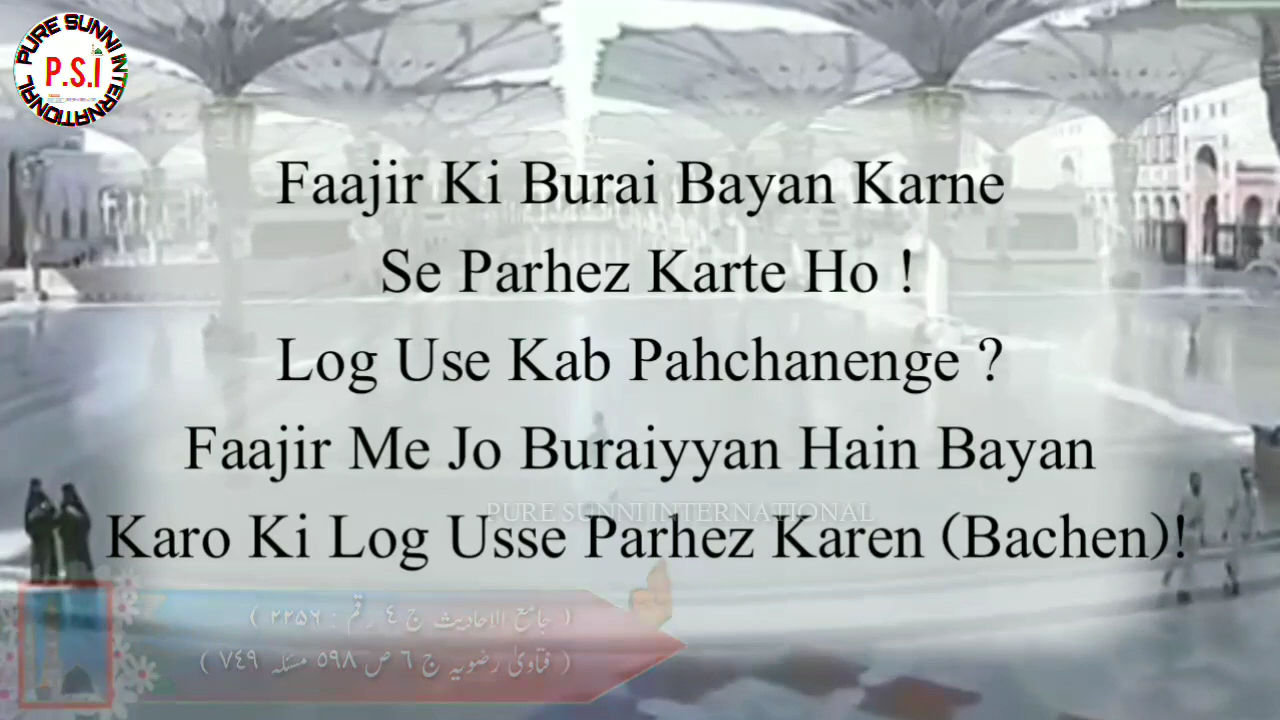 PURE SUNNI INTERNATIONAL
P.S.I
Faajir Ki Burai Bayan Karne
Se Parhez Karte Ho !
Log Use Kab Pahchanenge ?
Faajir Me Jo Buraiyyan Hain Bayan
PURE SUNNI INTERNATIONAL
Karo Ki Log Usse Parhez Karen (Bachen)!
( جامع الاحادیث ج ٤ رقم : ٢٢٥٦ )
( فتاویٰ رضویہ ج ٦ ص ٥٩٨ مسئلہ ٧٤٩ )